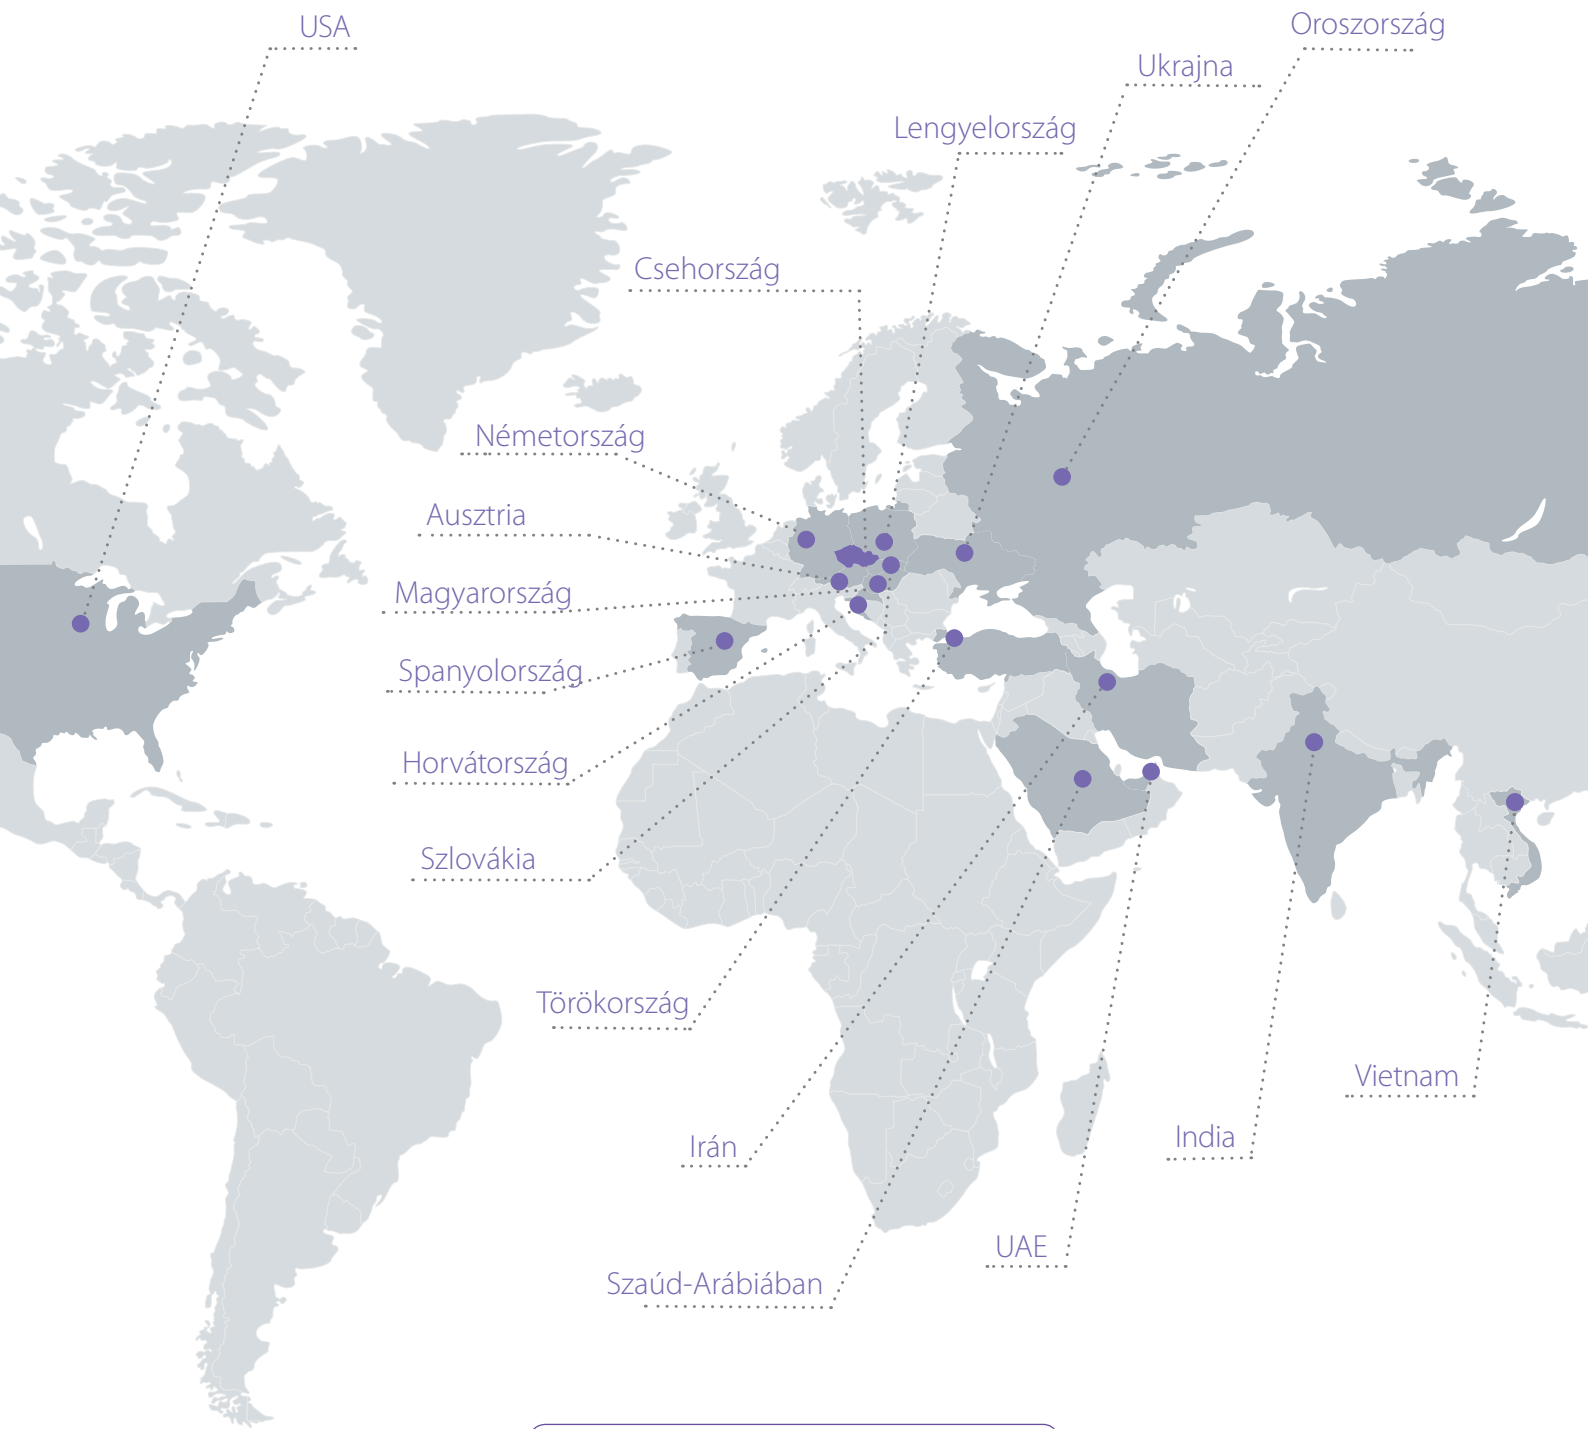 USA
Oroszország
Ukrajna
Lengyelország
Csehország
Németország
Ausztria
Magyarország
Spanyolország
Horvátország
Szlovákia
Törökország
Vietnam
India
Irán
UAE
Szaúd-Arábiában